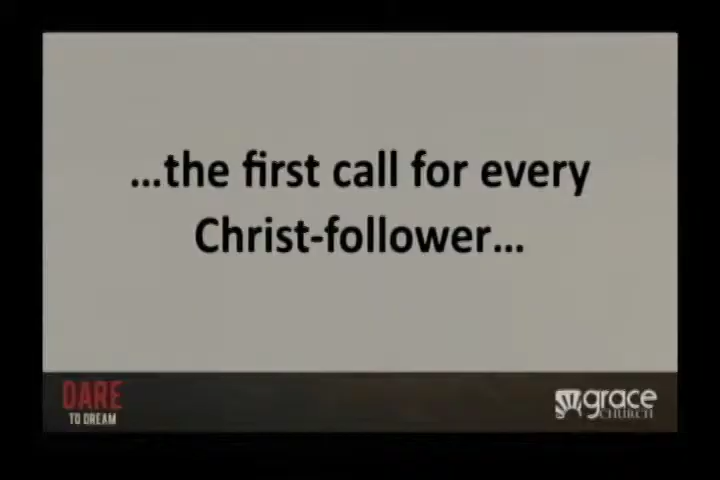 ...the first call for every
Christ-follower...
DARE
TO DREAM
grace
CHURCH